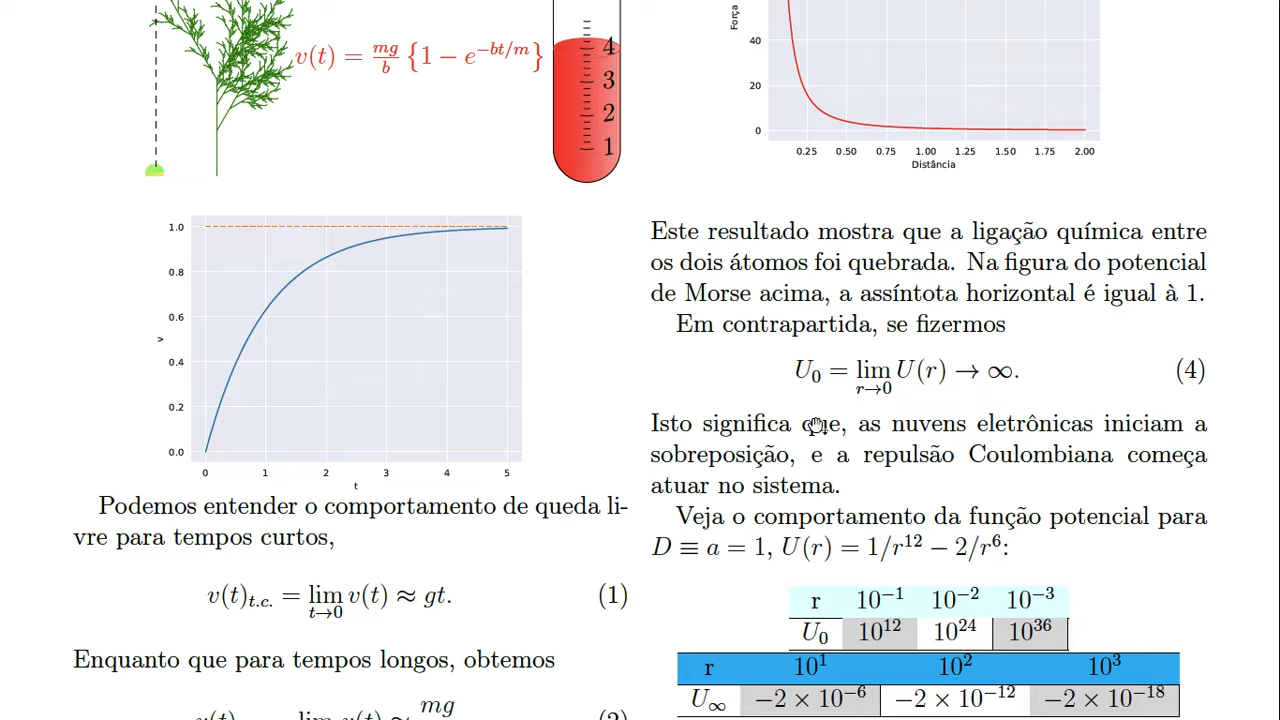 v(t) = mg/b {1 − e^{−bt/m}}
4
3
2
1
1.0
0.8
0.6
0.4
0.2
0.0
v
0 1 2 3 4 5
t
Podemos entender o comportamento de queda li-
vre para tempos curtos,
v(t)_{t.c.} = lim_{t→0} v(t) ≈ gt. (1)
Enquanto que para tempos longos, obtemos
Força
40
20
0
0.25 0.50 0.75 1.00 1.25 1.50 1.75 2.00
Distância
Este resultado mostra que a ligação química entre
os dois átomos foi quebrada. Na figura do potencial
de Morse acima, a assíntota horizontal é igual à 1.
Em contrapartida, se fizermos
U_0 = lim_{r→0} U(r) → ∞. (4)
Isto significa que, as nuvens eletrônicas iniciam a
sobreposição, e a repulsão Coulombiana começa
atuar no sistema.
Veja o comportamento da função potencial para
D ≡ a = 1, U(r) = 1/r^{12} − 2/r^6:
r 10^{−1} 10^{−2} 10^{−3}
U_0 10^{12} 10^{24} 10^{36}
r 10^1 10^2 10^3
U_∞ −2 × 10^{−6} −2 × 10^{−12} −2 × 10^{−18}